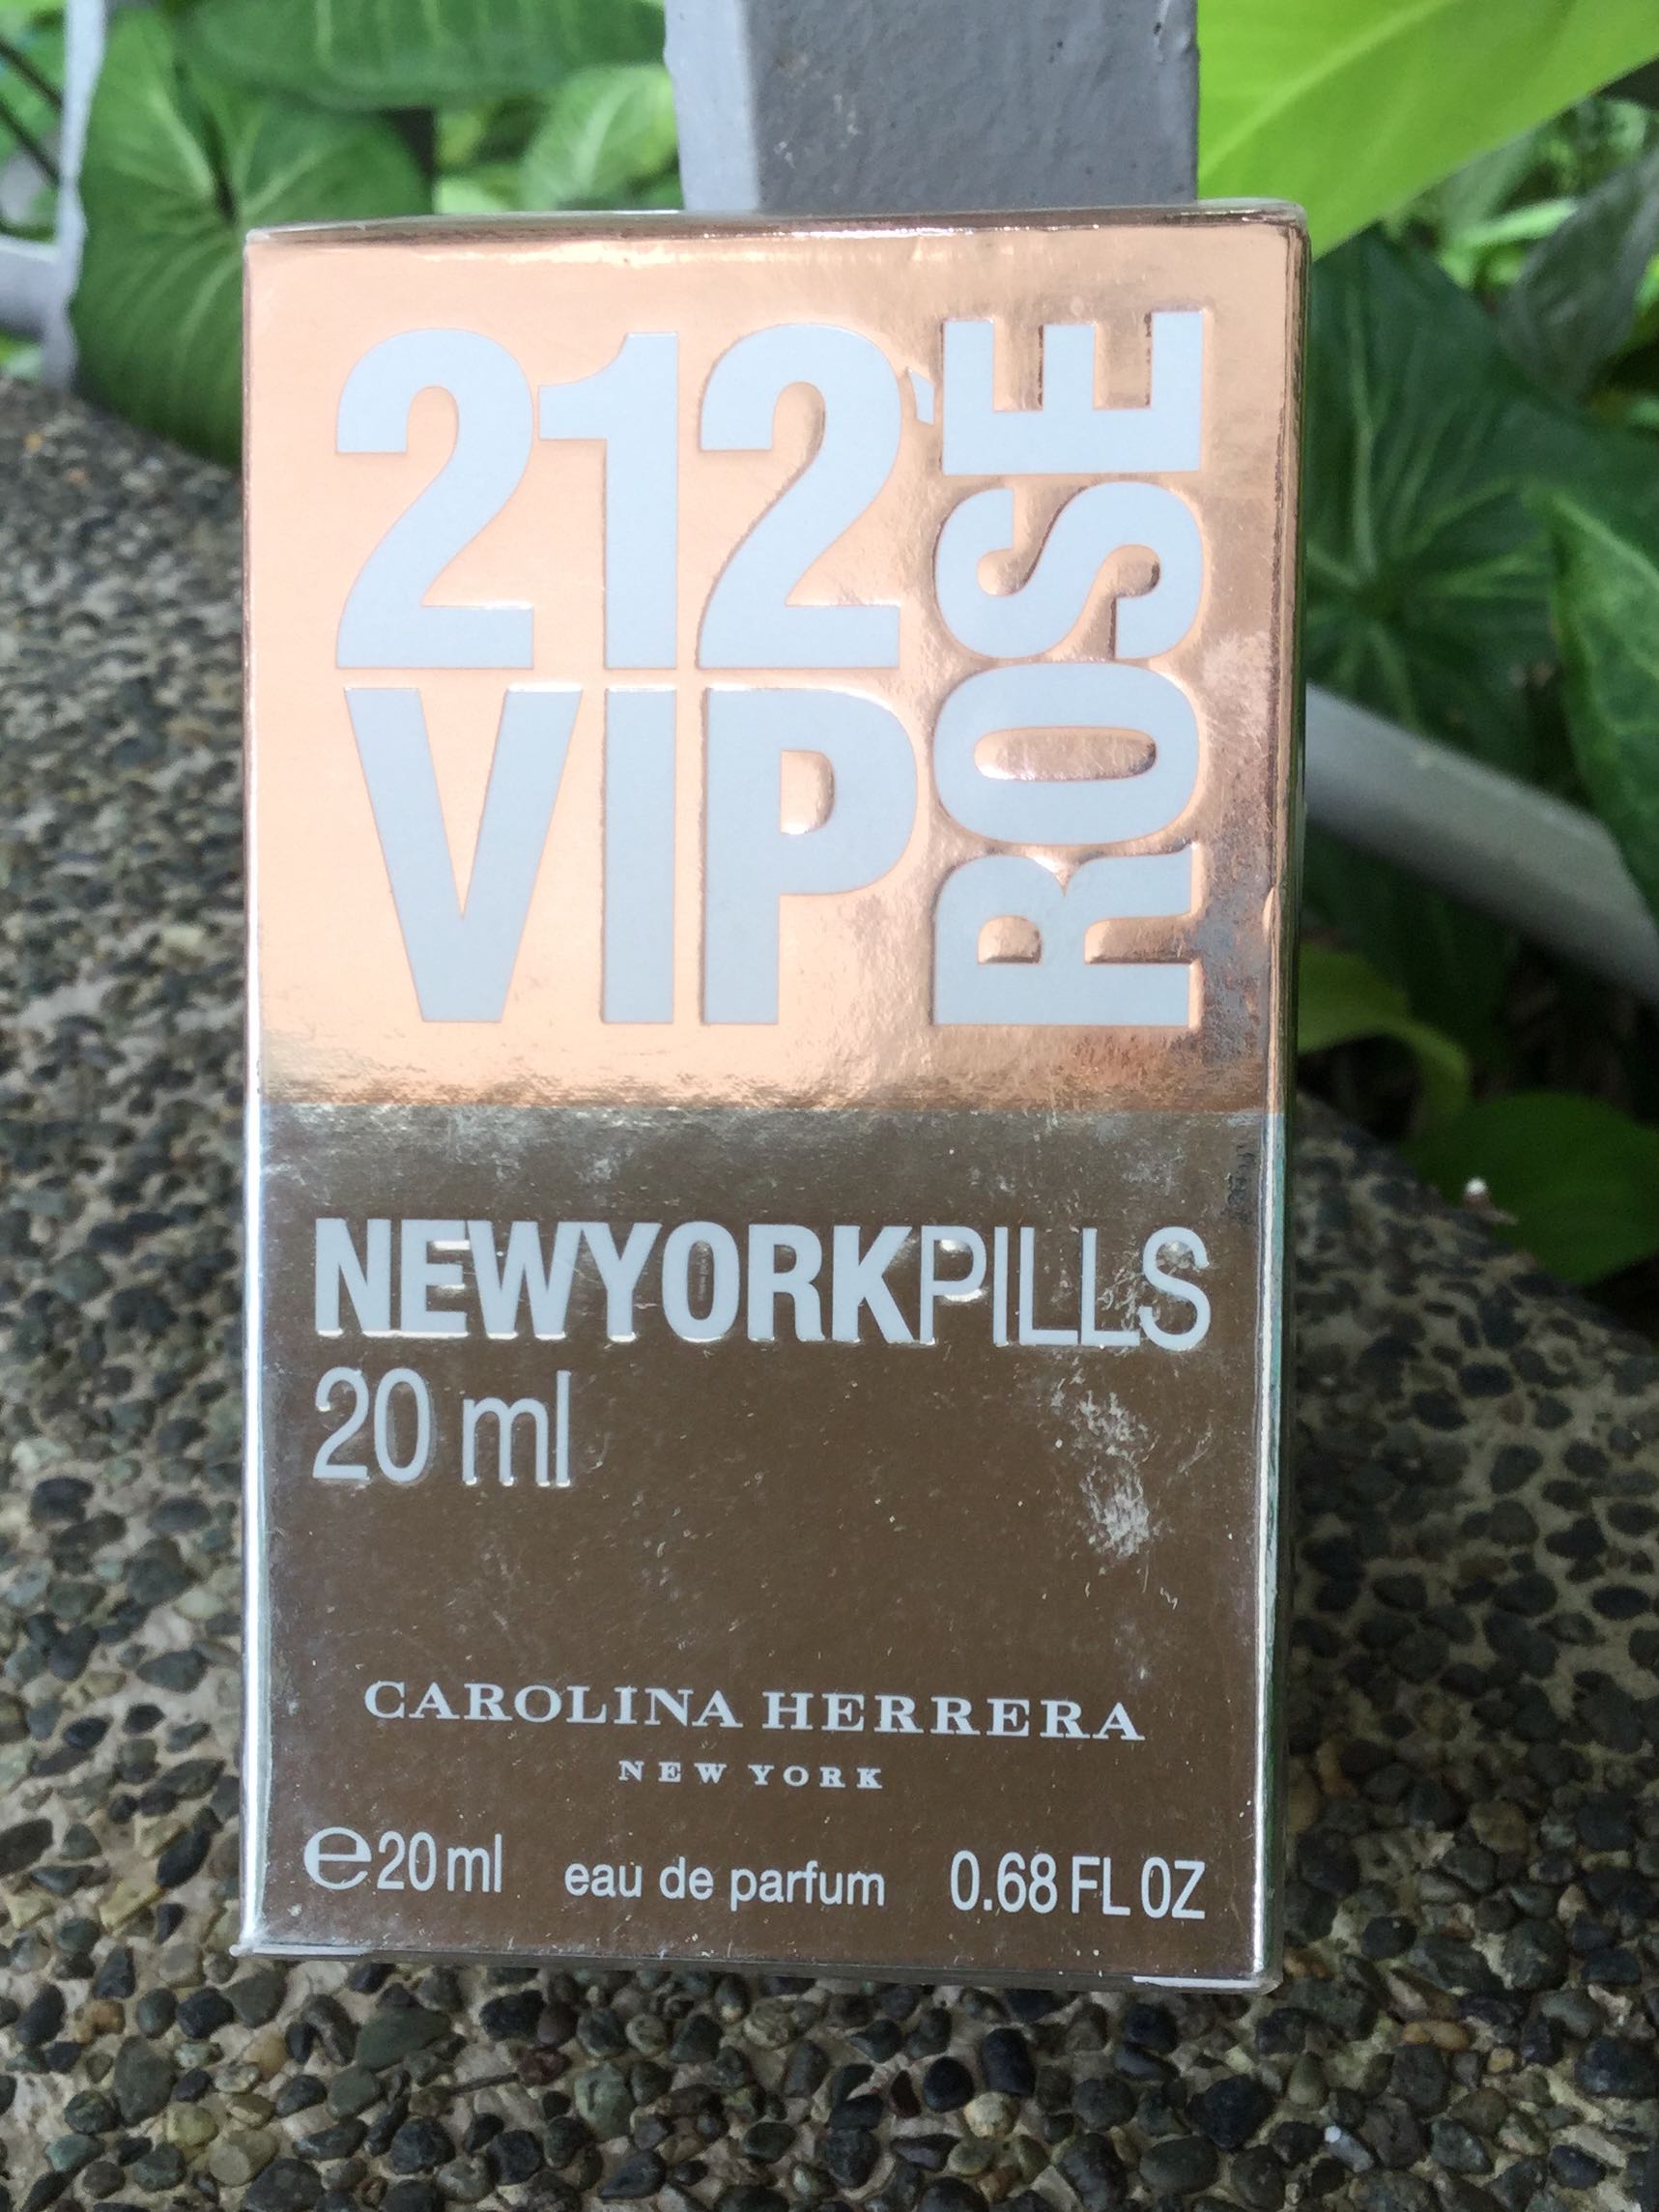 212
VIP
ROSÉ
NEWYORKPILLS
20 ml
CAROLINA HERRERA
NEW YORK
℮20ml eau de parfum 0.68 FL OZ